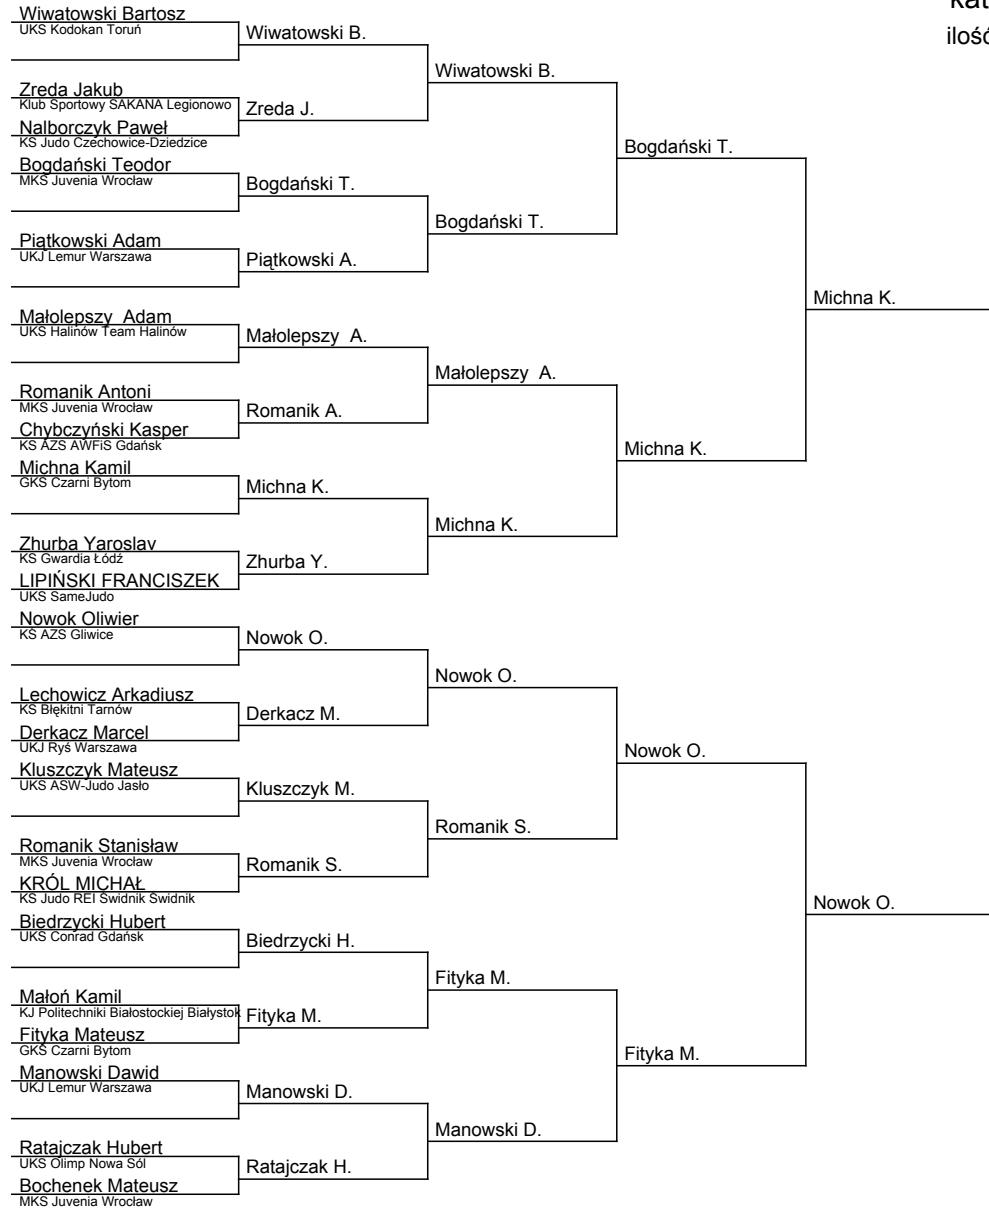 Wiwatowski Bartosz
UKS Kodokan Toruń
Zreda Jakub
Klub Sportowy SAKANA Legionowo
Nalborczyk Paweł
KS Judo Czechowice-Dziedzice
Bogdański Teodor
MKS Juvenia Wrocław
Piątkowski Adam
UKJ Lemur Warszawa
Małolepszy  Adam
UKS Halinów Team Halinów
Romanik Antoni
MKS Juvenia Wrocław
Chybczyński Kasper
KS AZS AWFiS Gdańsk
Michna Kamil
GKS Czarni Bytom
Zhurba Yaroslav
KS Gwardia Łódź
LIPIŃSKI FRANCISZEK
UKS SameJudo
Nowok Oliwier
KS AZS Gliwice
Lechowicz Arkadiusz
KS Błękitni Tarnów
Derkacz Marcel
UKJ Ryś Warszawa
Kluszczyk Mateusz
UKS ASW-Judo Jasło
Romanik Stanisław
MKS Juvenia Wrocław
KRÓL MICHAŁ
KS Judo REI Świdnik Świdnik
Biedrzycki Hubert
UKS Conrad Gdańsk
Małoń Kamil
KJ Politechniki Białostockiej Białystok
Fityka Mateusz
GKS Czarni Bytom
Manowski Dawid
UKJ Lemur Warszawa
Ratajczak Hubert
UKS Olimp Nowa Sól
Bochenek Mateusz
MKS Juvenia Wrocław
Wiwatowski B.
Zreda J.
Bogdański T.
Piątkowski A.
Małolepszy  A.
Romanik A.
Michna K.
Zhurba Y.
Nowok O.
Derkacz M.
Kluszczyk M.
Romanik S.
Biedrzycki H.
Fityka M.
Manowski D.
Ratajczak H.
Wiwatowski B.
Bogdański T.
Małolepszy  A.
Michna K.
Nowok O.
Romanik S.
Fityka M.
Manowski D.
Bogdański T.
Michna K.
Nowok O.
Fityka M.
Michna K.
Nowok O.